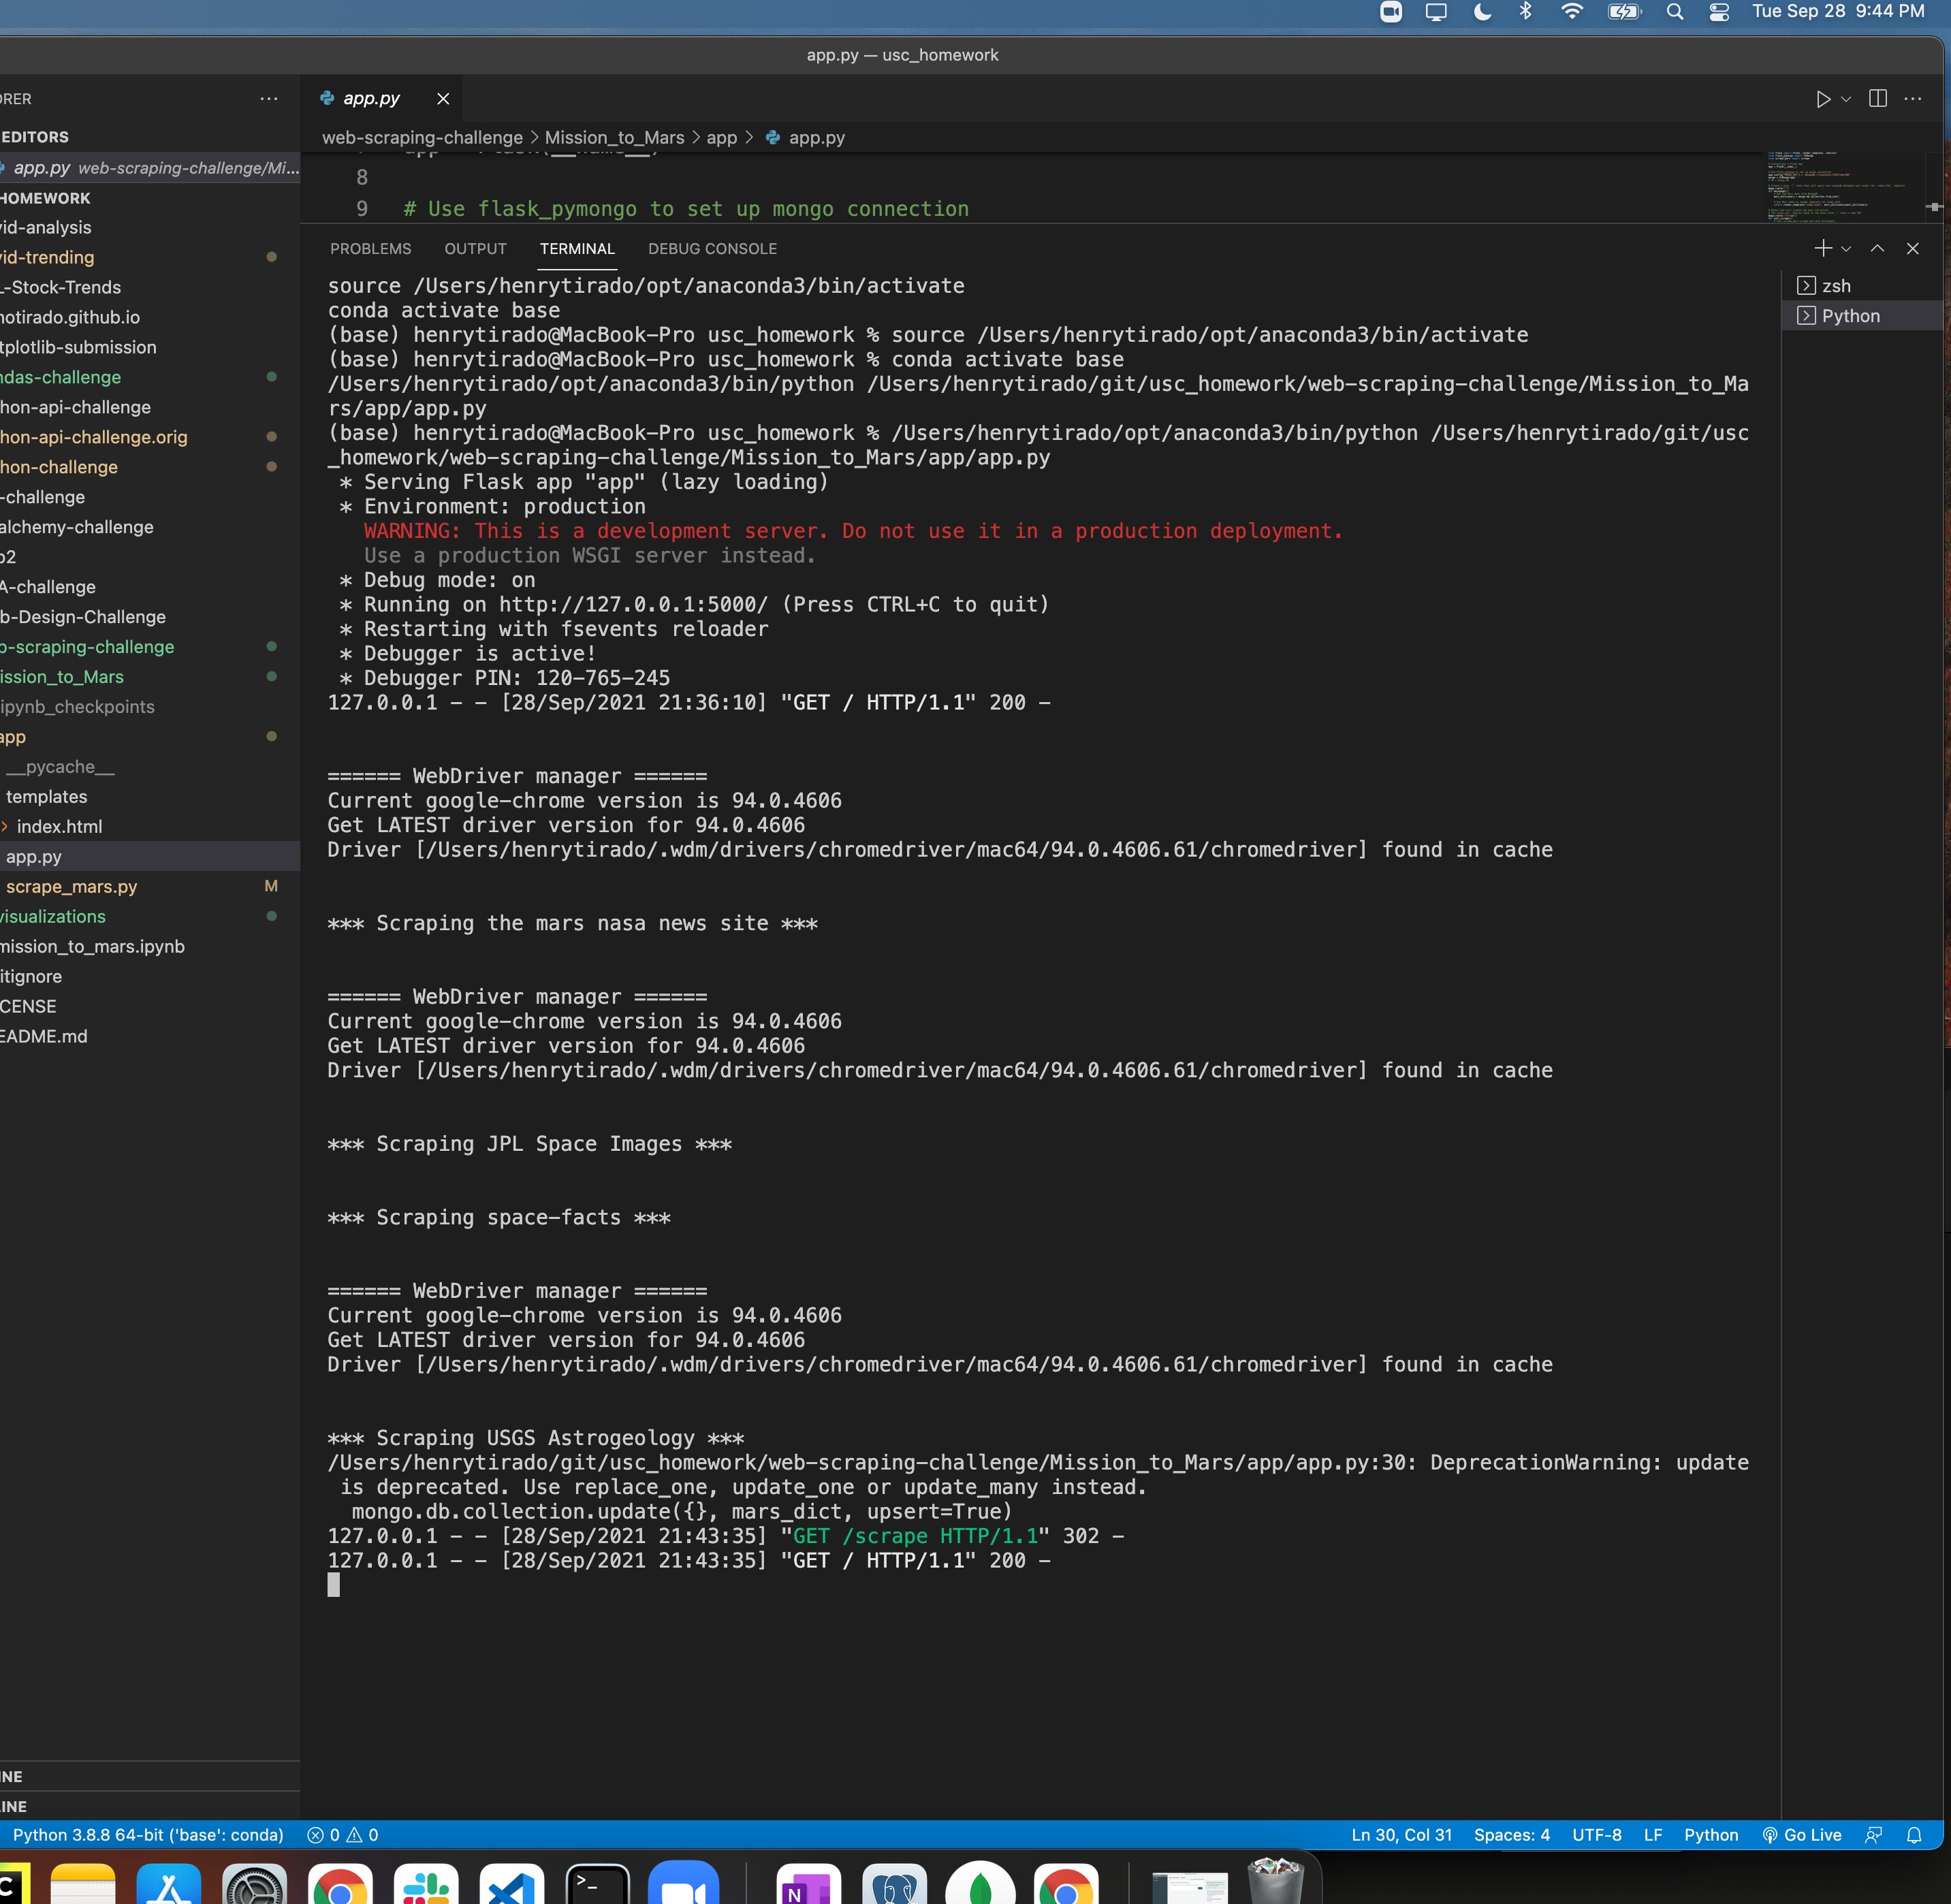 Tue Sep 28 9:44 PM
app.py — usc_homework
ORER
app.py
EDITORS
app.py web-scraping-challenge/Mi...
HOMEWORK
vid-analysis
vid-trending
L-Stock-Trends
notirado.github.io
tplotlib-submission
ndas-challenge
hon-api-challenge
hon-api-challenge.orig
hon-challenge
-challenge
alchemy-challenge
o2
A-challenge
b-Design-Challenge
b-scraping-challenge
ission_to_Mars
ipynb_checkpoints
app
__pycache__
templates
index.html
app.py
scrape_mars.py M
visualizations
mission_to_mars.ipynb
itignore
CENSE
EADME.md
INE
LINE
web-scraping-challenge > Mission_to_Mars > app > app.py
8
9 # Use flask_pymongo to set up mongo connection
PROBLEMS OUTPUT TERMINAL DEBUG CONSOLE
zsh
Python
source /Users/henrytirado/opt/anaconda3/bin/activate
conda activate base
(base) henrytirado@MacBook-Pro usc_homework % source /Users/henrytirado/opt/anaconda3/bin/activate
(base) henrytirado@MacBook-Pro usc_homework % conda activate base
/Users/henrytirado/opt/anaconda3/bin/python /Users/henrytirado/git/usc_homework/web-scraping-challenge/Mission_to_Ma
rs/app/app.py
(base) henrytirado@MacBook-Pro usc_homework % /Users/henrytirado/opt/anaconda3/bin/python /Users/henrytirado/git/usc
_homework/web-scraping-challenge/Mission_to_Mars/app/app.py
* Serving Flask app "app" (lazy loading)
* Environment: production
WARNING: This is a development server. Do not use it in a production deployment.
Use a production WSGI server instead.
* Debug mode: on
* Running on http://127.0.0.1:5000/ (Press CTRL+C to quit)
* Restarting with fsevents reloader
* Debugger is active!
* Debugger PIN: 120-765-245
127.0.0.1 - - [28/Sep/2021 21:36:10] "GET / HTTP/1.1" 200 -
====== WebDriver manager ======
Current google-chrome version is 94.0.4606
Get LATEST driver version for 94.0.4606
Driver [/Users/henrytirado/.wdm/drivers/chromedriver/mac64/94.0.4606.61/chromedriver] found in cache
*** Scraping the mars nasa news site ***
====== WebDriver manager ======
Current google-chrome version is 94.0.4606
Get LATEST driver version for 94.0.4606
Driver [/Users/henrytirado/.wdm/drivers/chromedriver/mac64/94.0.4606.61/chromedriver] found in cache
*** Scraping JPL Space Images ***
*** Scraping space-facts ***
====== WebDriver manager ======
Current google-chrome version is 94.0.4606
Get LATEST driver version for 94.0.4606
Driver [/Users/henrytirado/.wdm/drivers/chromedriver/mac64/94.0.4606.61/chromedriver] found in cache
*** Scraping USGS Astrogeology ***
/Users/henrytirado/git/usc_homework/web-scraping-challenge/Mission_to_Mars/app/app.py:30: DeprecationWarning: update
is deprecated. Use replace_one, update_one or update_many instead.
mongo.db.collection.update({}, mars_dict, upsert=True)
127.0.0.1 - - [28/Sep/2021 21:43:35] "GET /scrape HTTP/1.1" 302 -
127.0.0.1 - - [28/Sep/2021 21:43:35] "GET / HTTP/1.1" 200 -
Python 3.8.8 64-bit ('base': conda) 0 0 Ln 30, Col 31 Spaces: 4 UTF-8 LF Python Go Live